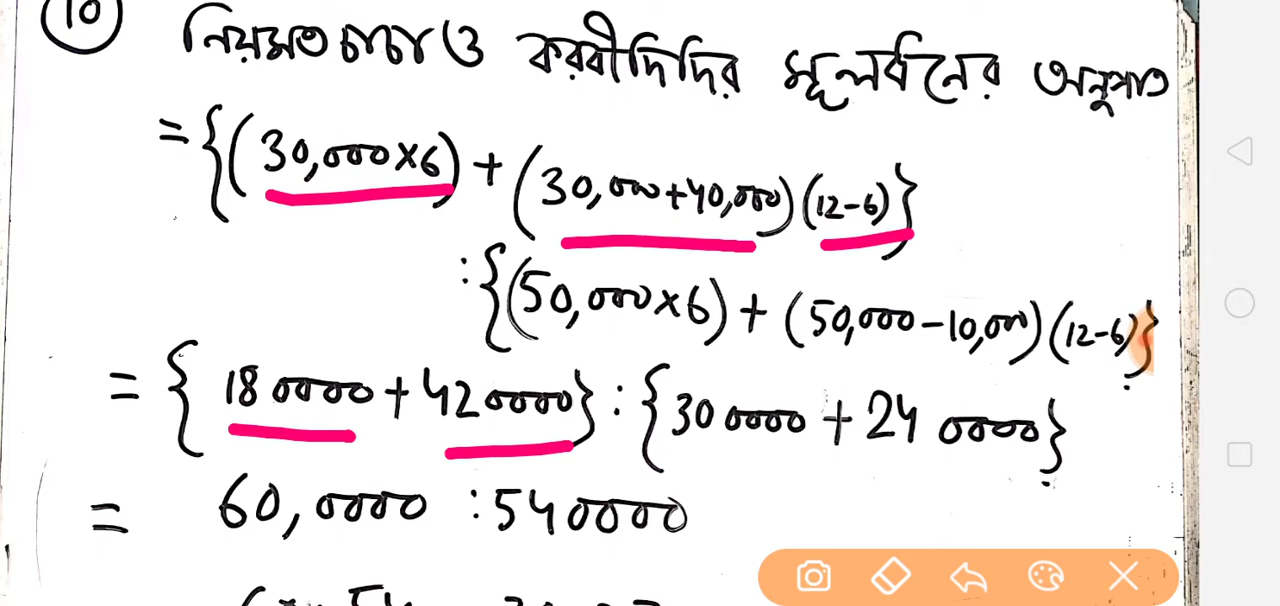 10 নিয়ামত চাচা ও করবীদিদির মূলধনের অনুপাত
= {(30,000×6) + (30,000+40,000)(12-6)}
: {(50,000×6) + (50,000-10,000)(12-6)}
= {180000 + 420000} : {300000 + 240000}
= 60,0000 : 540000